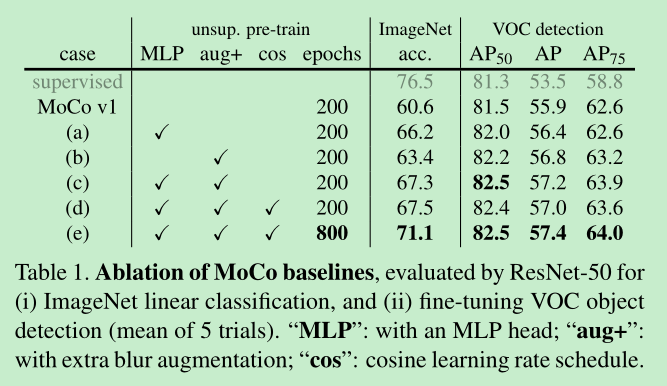 unsup. pre-train ImageNet VOC detection
case MLP aug+ cos epochs acc. AP50 AP AP75
supervised 76.5 81.3 53.5 58.8
MoCo v1 200 60.6 81.5 55.9 62.6
(a) ✓ 200 66.2 82.0 56.4 62.6
(b) ✓ 200 63.4 82.2 56.8 63.2
(c) ✓ ✓ 200 67.3 82.5 57.2 63.9
(d) ✓ ✓ ✓ 200 67.5 82.4 57.0 63.6
(e) ✓ ✓ ✓ 800 71.1 82.5 57.4 64.0
Table 1. Ablation of MoCo baselines, evaluated by ResNet-50 for
(i) ImageNet linear classification, and (ii) fine-tuning VOC object
detection (mean of 5 trials). “MLP”: with an MLP head; “aug+”:
with extra blur augmentation; “cos”: cosine learning rate schedule.